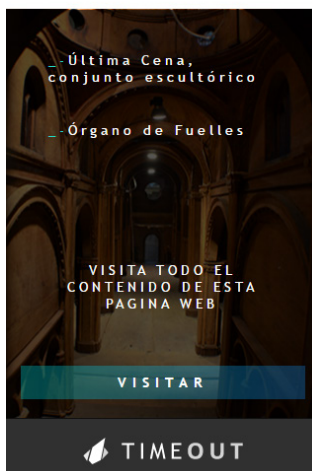 _-Última Cena,
conjunto escultórico
_-Órgano de Fuelles
VISITA TODO EL
CONTENIDO DE ESTA
PAGINA WEB
VISITAR
TIMEOUT